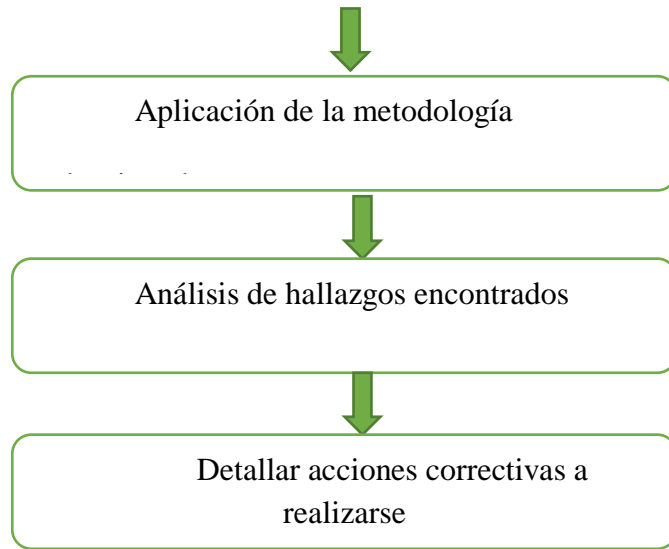 Aplicación de la metodología
Análisis de hallazgos encontrados
Detallar acciones correctivas a
realizarse